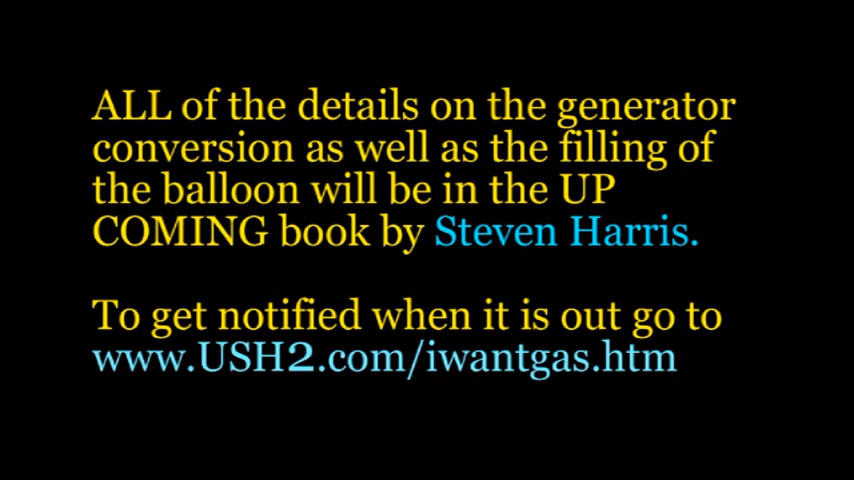 ALL of the details on the generator
conversion as well as the filling of
the balloon will be in the UP
COMING book by Steven Harris.
To get notified when it is out go to
www.USH2.com/iwantgas.htm